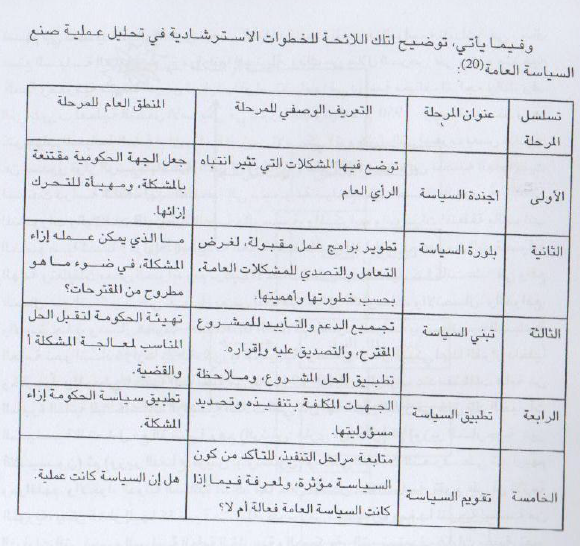 وفيما يأتي، توضيح لتلك اللائحة للخطوات الاسترشادية في تحليل عملية صنع
السياسة العامة(20).
تسلسل المرحلة | عنوان المرحلة | التعريف الوصفي للمرحلة | المنطق العام للمرحلة
الأولى | أجندة السياسة | توضع فيها المشكلات التي تثير انتباه | جعل الجهة الحكومية مقتنعة
الرأي العام | بالمشكلة، ومهيأة للتحرك
إزائها.
الثانية | بلورة السياسة | تطوير برامج عمل مقبولة، لغرض | ما الذي يمكن عمله إزاء
التعامل والتصدي للمشكلات العامة، | المشكلة، في ضوء ما هو
بحسب خطورتها وأهميتها. | مطروح من المقترحات؟
الثالثة | تبني السياسة | تجميع الدعم والتأييد للمشروع | تهيئة الحكومة لتقبل الحل
المقترح، والتصديق عليه وإقراره. | المناسب لمعالجة المشكلة أ
والقضية.
الرابعة | تطبيق السياسة | تطبيق الحل المشروع، وملاحظة | تطبيق سياسة الحكومة إزاء
الجهات المكلفة بتنفيذه وتحديد | المشكة.
مسؤوليتها.
الخامسة | تقويم السياسة | متابعة مراحل التنفيذ، للتأكد من كون | هل إن السياسة كانت عملية.
السياسة مؤثرة، ولمعرفة فيما إذا
كانت السياسة العامة فعالة أم لا؟